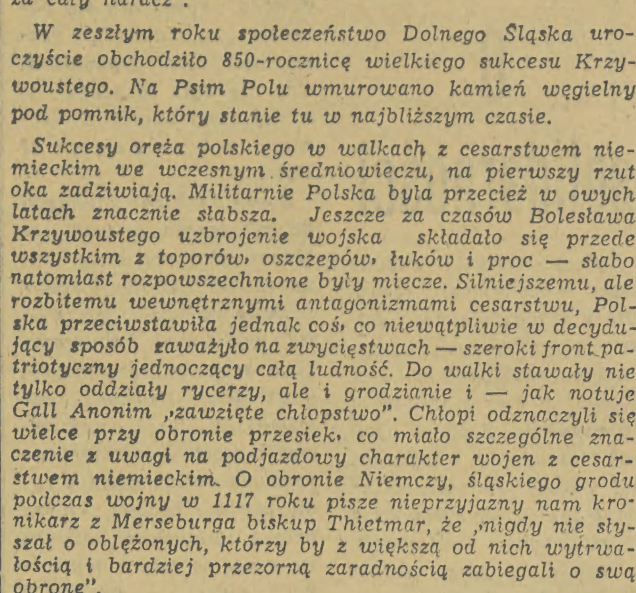 za cały naracz".
W zeszłym roku społeczeństwo Dolnego Śląska uro-
czyście obchodziło 850-rocznicę wielkiego sukcesu Krzy-
woustego. Na Psim Polu wmurowano kamień węgielny
pod pomnik, który stanie tu w najbliższym czasie.
Sukcesy oręża polskiego w walkach z cesarstwem nie-
mieckim we wczesnym średniowieczu, na pierwszy rzut
oka zadziwiają. Militarnie Polska była przecież w owych
latach znacznie słabsza. Jeszcze za czasów Bolesława
Krzywoustego uzbrojenie wojska składało się przede
wszystkim z toporów, oszczepów, łuków i proc — słabo
natomiast rozpowszechnione były miecze. Silniejszemu, ale
rozbitemu wewnętrznymi antagonizmami cesarstwu, Pol-
ska przeciwstawiła jednak coś, co niewątpliwie w decydu-
jący sposób zaważyło na zwycięstwach — szeroki front pa-
triotyczny jednoczący całą ludność. Do walki stawały nie
tylko oddziały rycerzy, ale i grodzianie i — jak notuje
Gall Anonim „zawzięte chłopstwo". Chłopi odznaczyli się
wielce przy obronie przesiek, co miało szczególne zna-
czenie z uwagi na podjazdowy charakter wojen z cesar-
stwem niemieckim. O obronie Niemczy, śląskiego grodu
podczas wojny w 1117 roku pisze nieprzyjazny nam kro-
nikarz z Merseburga biskup Thietmar, że „nigdy nie sły-
szał o oblężonych, którzy by z większą od nich wytrwa-
łością i bardziej przezorną zaradnością zabiegali o swą
obronę".